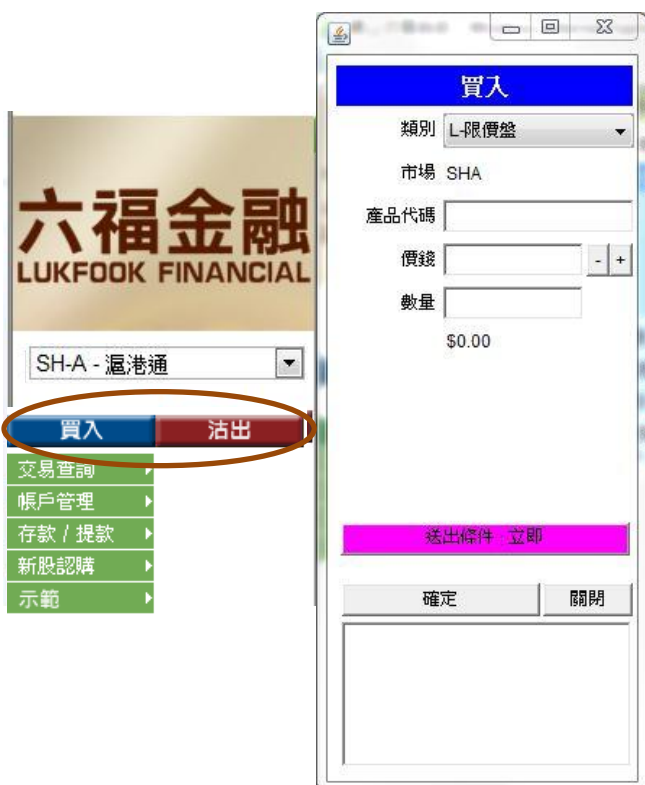 六福金融
LUKFOOK FINANCIAL
SH-A - 滬港通
買入 沽出
交易查詢
帳戶管理
存款 / 提款
新股認購
示範
買入
類別 L-限價盤
市場 SHA
產品代碼
價錢 - +
數量
$0.00
送出條件 : 立即
確定 關閉